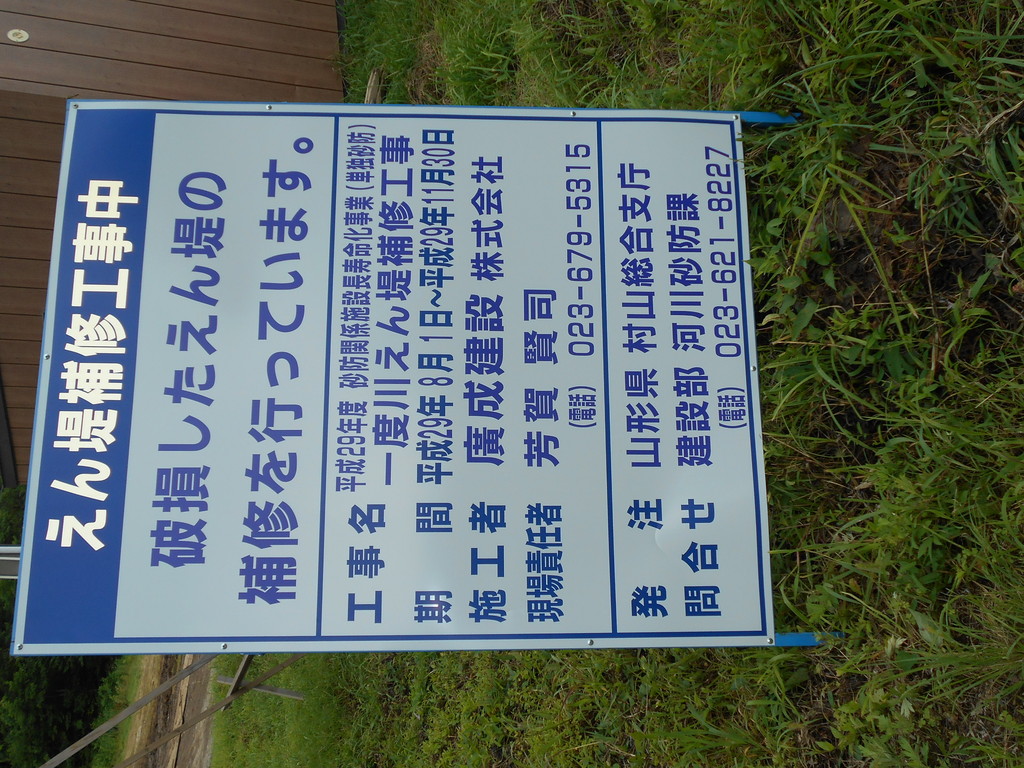 えん堤補修工事中
破損したえん堤の
補修を行っています。
工事名 平成29年度 砂防関係施設長寿命化事業(単独砂防)
一度川えん堤補修工事
期間 平成29年8月1日~平成29年11月30日
施工者 廣成建設 株式会社
現場責任者 芳賀 賢司
(電話) 023-679-5315
発注 山形県 村山総合支庁
問合せ 建設部 河川砂防課
(電話) 023-621-8227